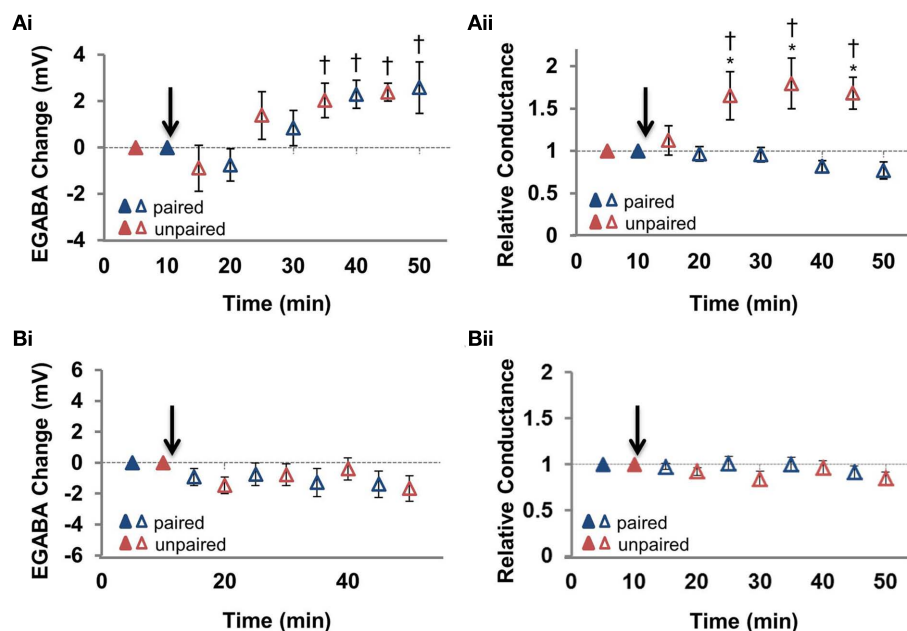 Ai
EGABA Change (mV)
4
2
0
-2
-4
† † † †
paired
unpaired
0 10 20 30 40 50
Time (min)
Aii
Relative Conductance
2
1.5
1
0.5
0
† † †
* * *
paired
unpaired
0 10 20 30 40 50
Time (min)
Bi
EGABA Change (mV)
6
4
2
0
-2
-4
-6
paired
unpaired
20 40
Time (min)
Bii
Relative Conductance
2
1.5
1
0.5
0
paired
unpaired
0 10 20 30 40 50
Time (min)